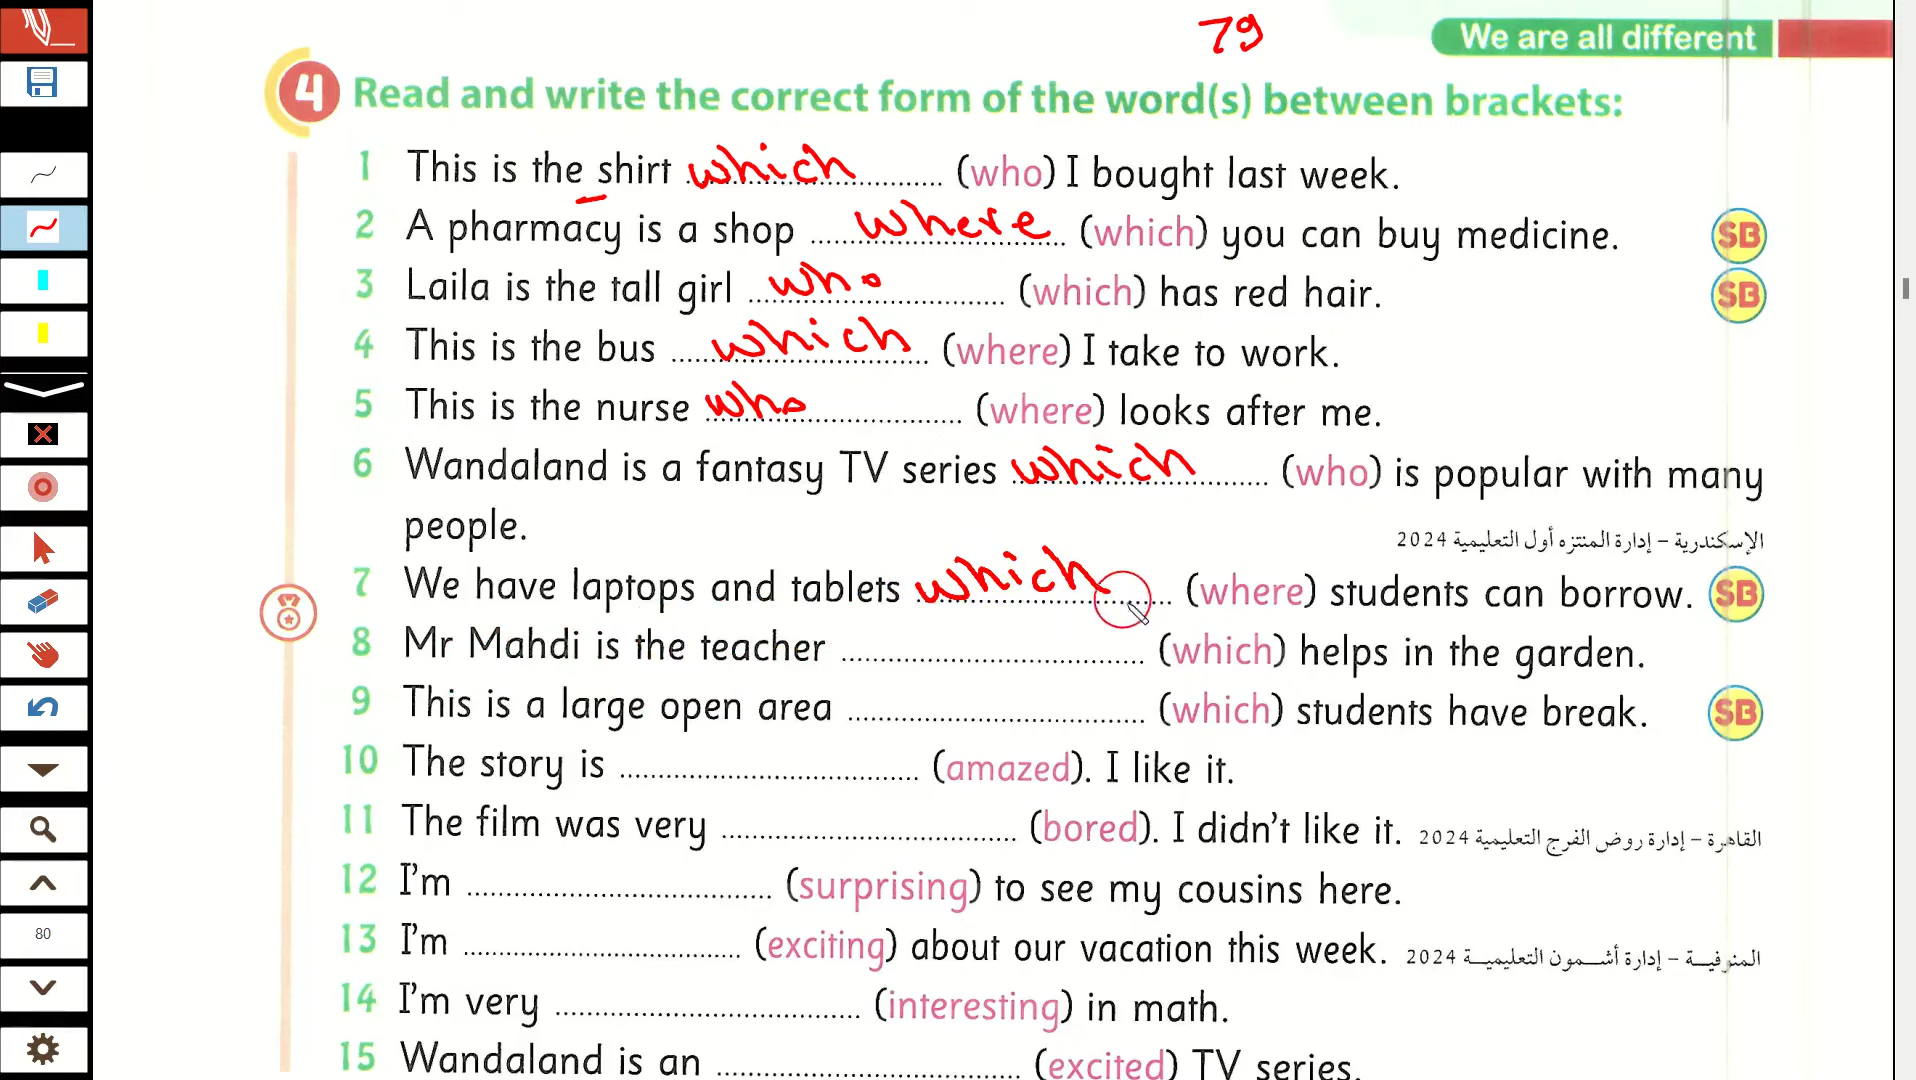 79
We are all different
4 Read and write the correct form of the word(s) between brackets:
1 This is the shirt which (who) I bought last week.
2 A pharmacy is a shop where (which) you can buy medicine. SB
3 Laila is the tall girl who (which) has red hair. SB
4 This is the bus which (where) I take to work.
5 This is the nurse who (where) looks after me.
6 Wandaland is a fantasy TV series which (who) is popular with many
people. الإسكندرية – إدارة المنتزه أول التعليمية 2024
7 We have laptops and tablets which (where) students can borrow. SB
8 Mr Mahdi is the teacher (which) helps in the garden.
9 This is a large open area (which) students have break. SB
10 The story is (amazed). I like it.
11 The film was very (bored). I didn't like it. القاهرة – إدارة روض الفرج التعليمية 2024
12 I'm (surprising) to see my cousins here.
13 I'm (exciting) about our vacation this week. المنوفيـة – إدارة أشـمون التعليميـة 2024
14 I'm very (interesting) in math.
15 Wandaland is an (excited) TV series.
80